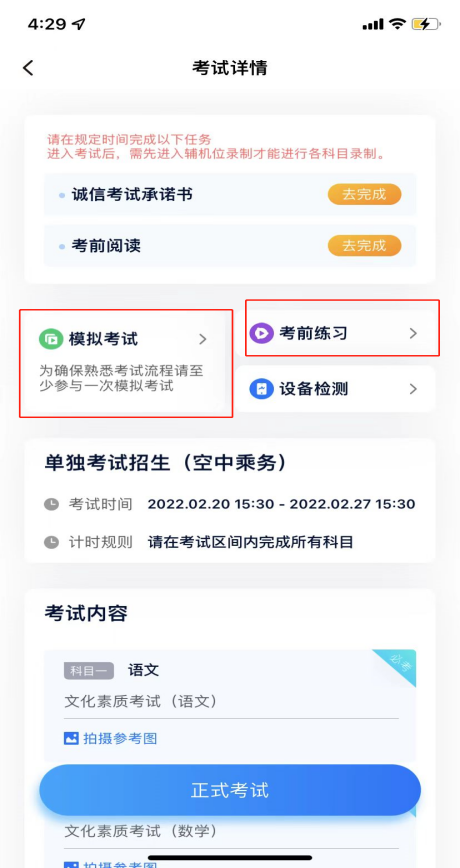 4:29
考试详情
请在规定时间完成以下任务
进入考试后，需先进入辅机位录制才能进行各科目录制。
诚信考试承诺书 去完成
考前阅读 去完成
模拟考试
为确保熟悉考试流程请至
少参与一次模拟考试
考前练习
设备检测
单独考试招生（空中乘务）
考试时间 2022.02.20 15:30 - 2022.02.27 15:30
计时规则 请在考试区间内完成所有科目
考试内容
科目一 语文 必考
文化素质考试（语文）
拍摄参考图
正式考试
文化素质考试（数学）
拍摄参考图